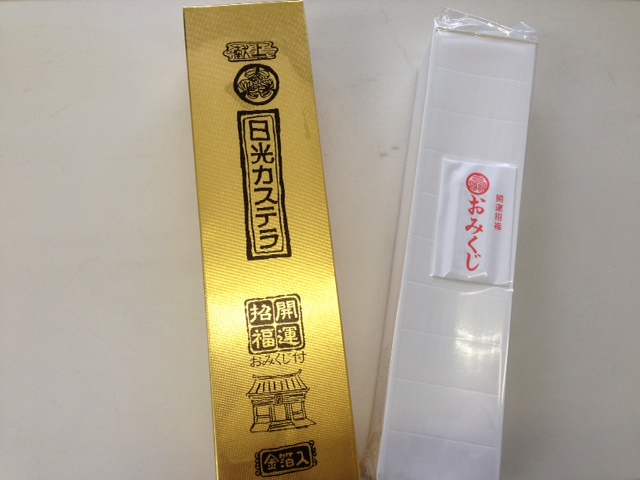 献上
壽
日光カステラ
開運
招福
おみくじ付
金箔入
開運招福
おみくじ